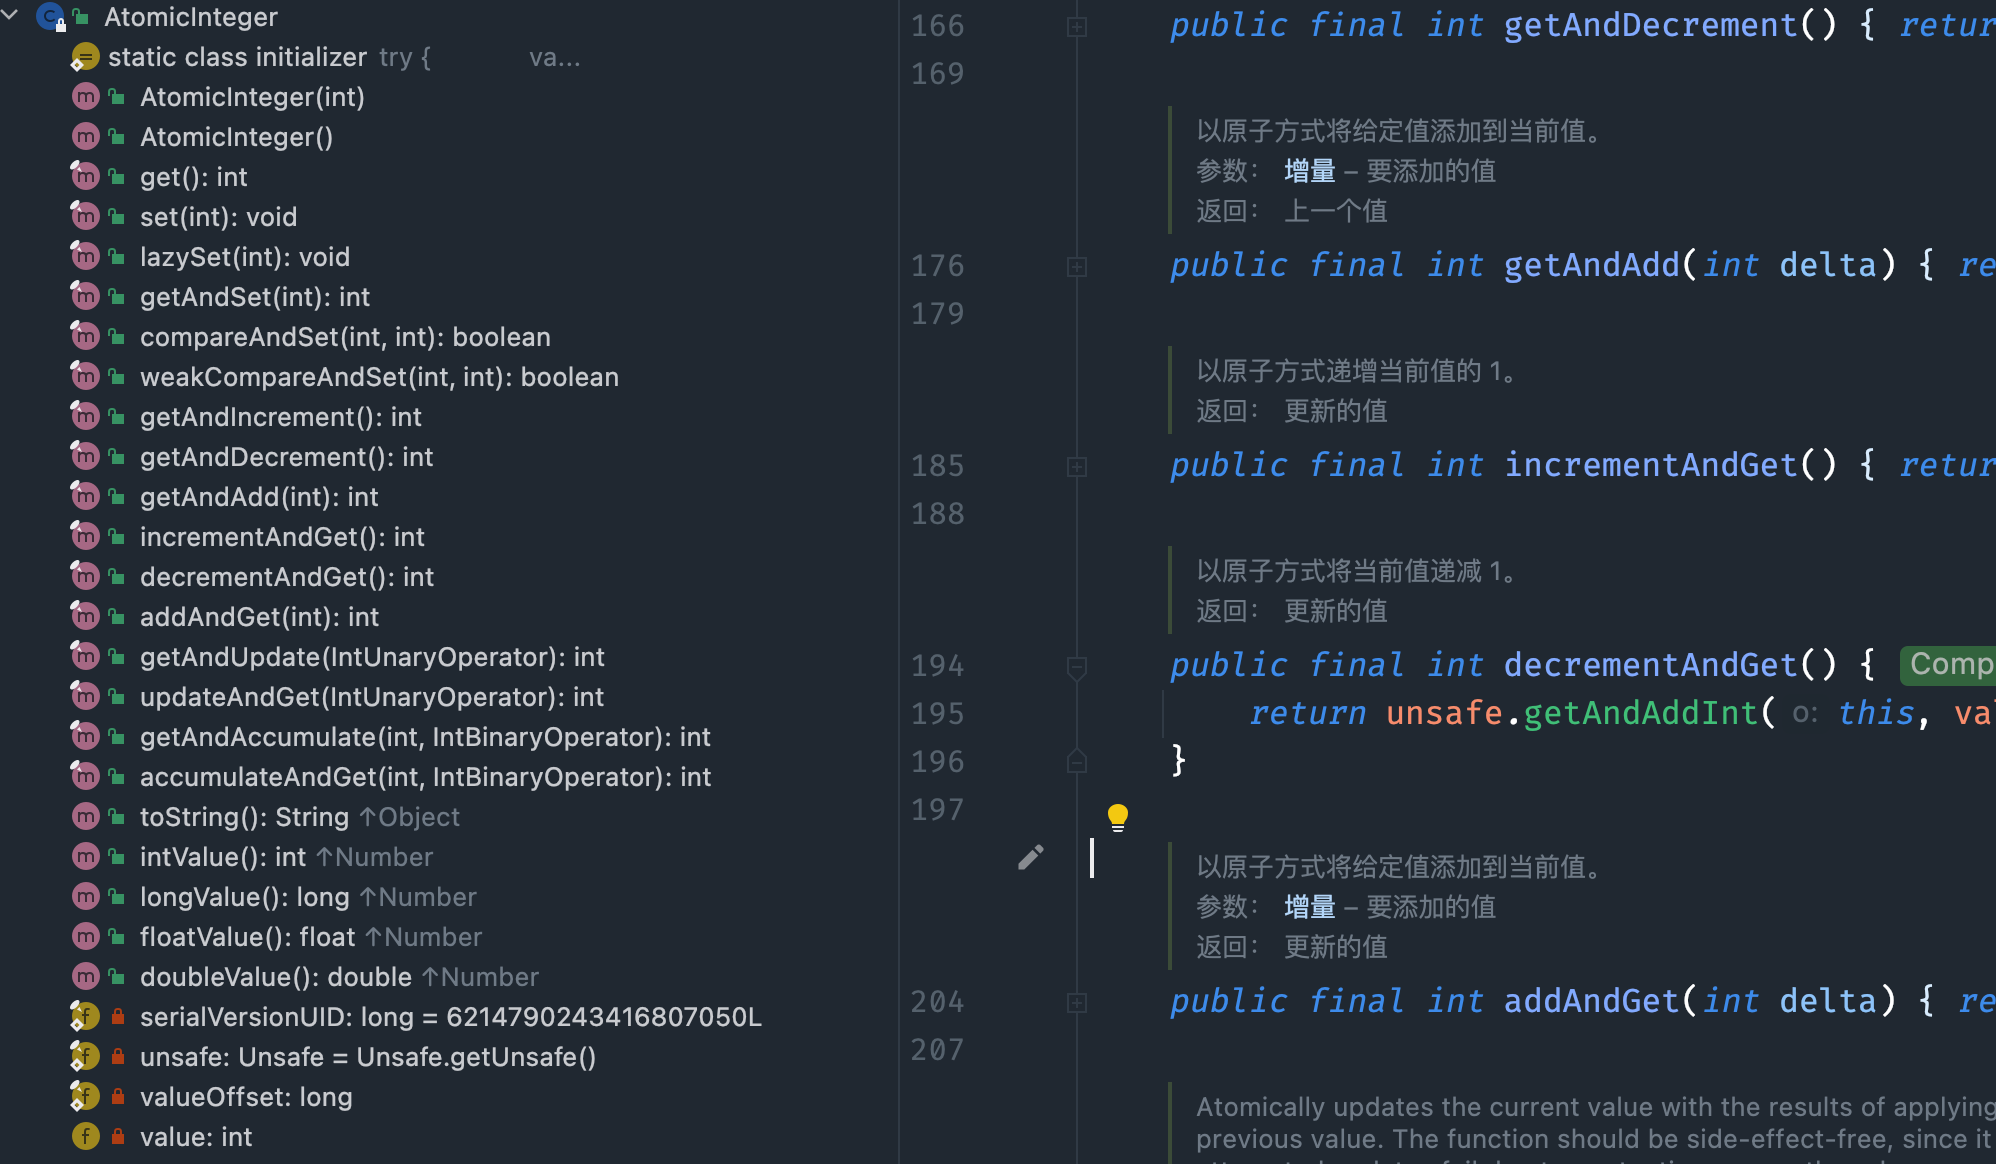 AtomicInteger
static class initializer try { va...
AtomicInteger(int)
AtomicInteger()
get(): int
set(int): void
lazySet(int): void
getAndSet(int): int
compareAndSet(int, int): boolean
weakCompareAndSet(int, int): boolean
getAndIncrement(): int
getAndDecrement(): int
getAndAdd(int): int
incrementAndGet(): int
decrementAndGet(): int
addAndGet(int): int
getAndUpdate(IntUnaryOperator): int
updateAndGet(IntUnaryOperator): int
getAndAccumulate(int, IntBinaryOperator): int
accumulateAndGet(int, IntBinaryOperator): int
toString(): String ↑Object
intValue(): int ↑Number
longValue(): long ↑Number
floatValue(): float ↑Number
doubleValue(): double ↑Number
serialVersionUID: long = 6214790243416807050L
unsafe: Unsafe = Unsafe.getUnsafe()
valueOffset: long
value: int
166 public final int getAndDecrement() { retur
169
以原子方式将给定值添加到当前值。
参数： 增量 – 要添加的值
返回： 上一个值
176 public final int getAndAdd(int delta) { re
179
以原子方式递增当前值的 1。
返回： 更新的值
185 public final int incrementAndGet() { retur
188
以原子方式将当前值递减 1。
返回： 更新的值
194 public final int decrementAndGet() { Comp
195 return unsafe.getAndAddInt( o: this, va
196 }
197
以原子方式将给定值添加到当前值。
参数： 增量 – 要添加的值
返回： 更新的值
204 public final int addAndGet(int delta) { re
207
Atomically updates the current value with the results of applying
previous value. The function should be side-effect-free, since it